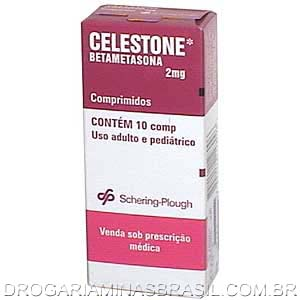 CELESTONE*
BETAMETASONA
2mg
Comprimidos
CONTÉM 10 comp
Uso adulto e pediátrico
Schering-Plough
Venda sob prescrição
médica
DROGARIAMINASBRASIL.COM.BR